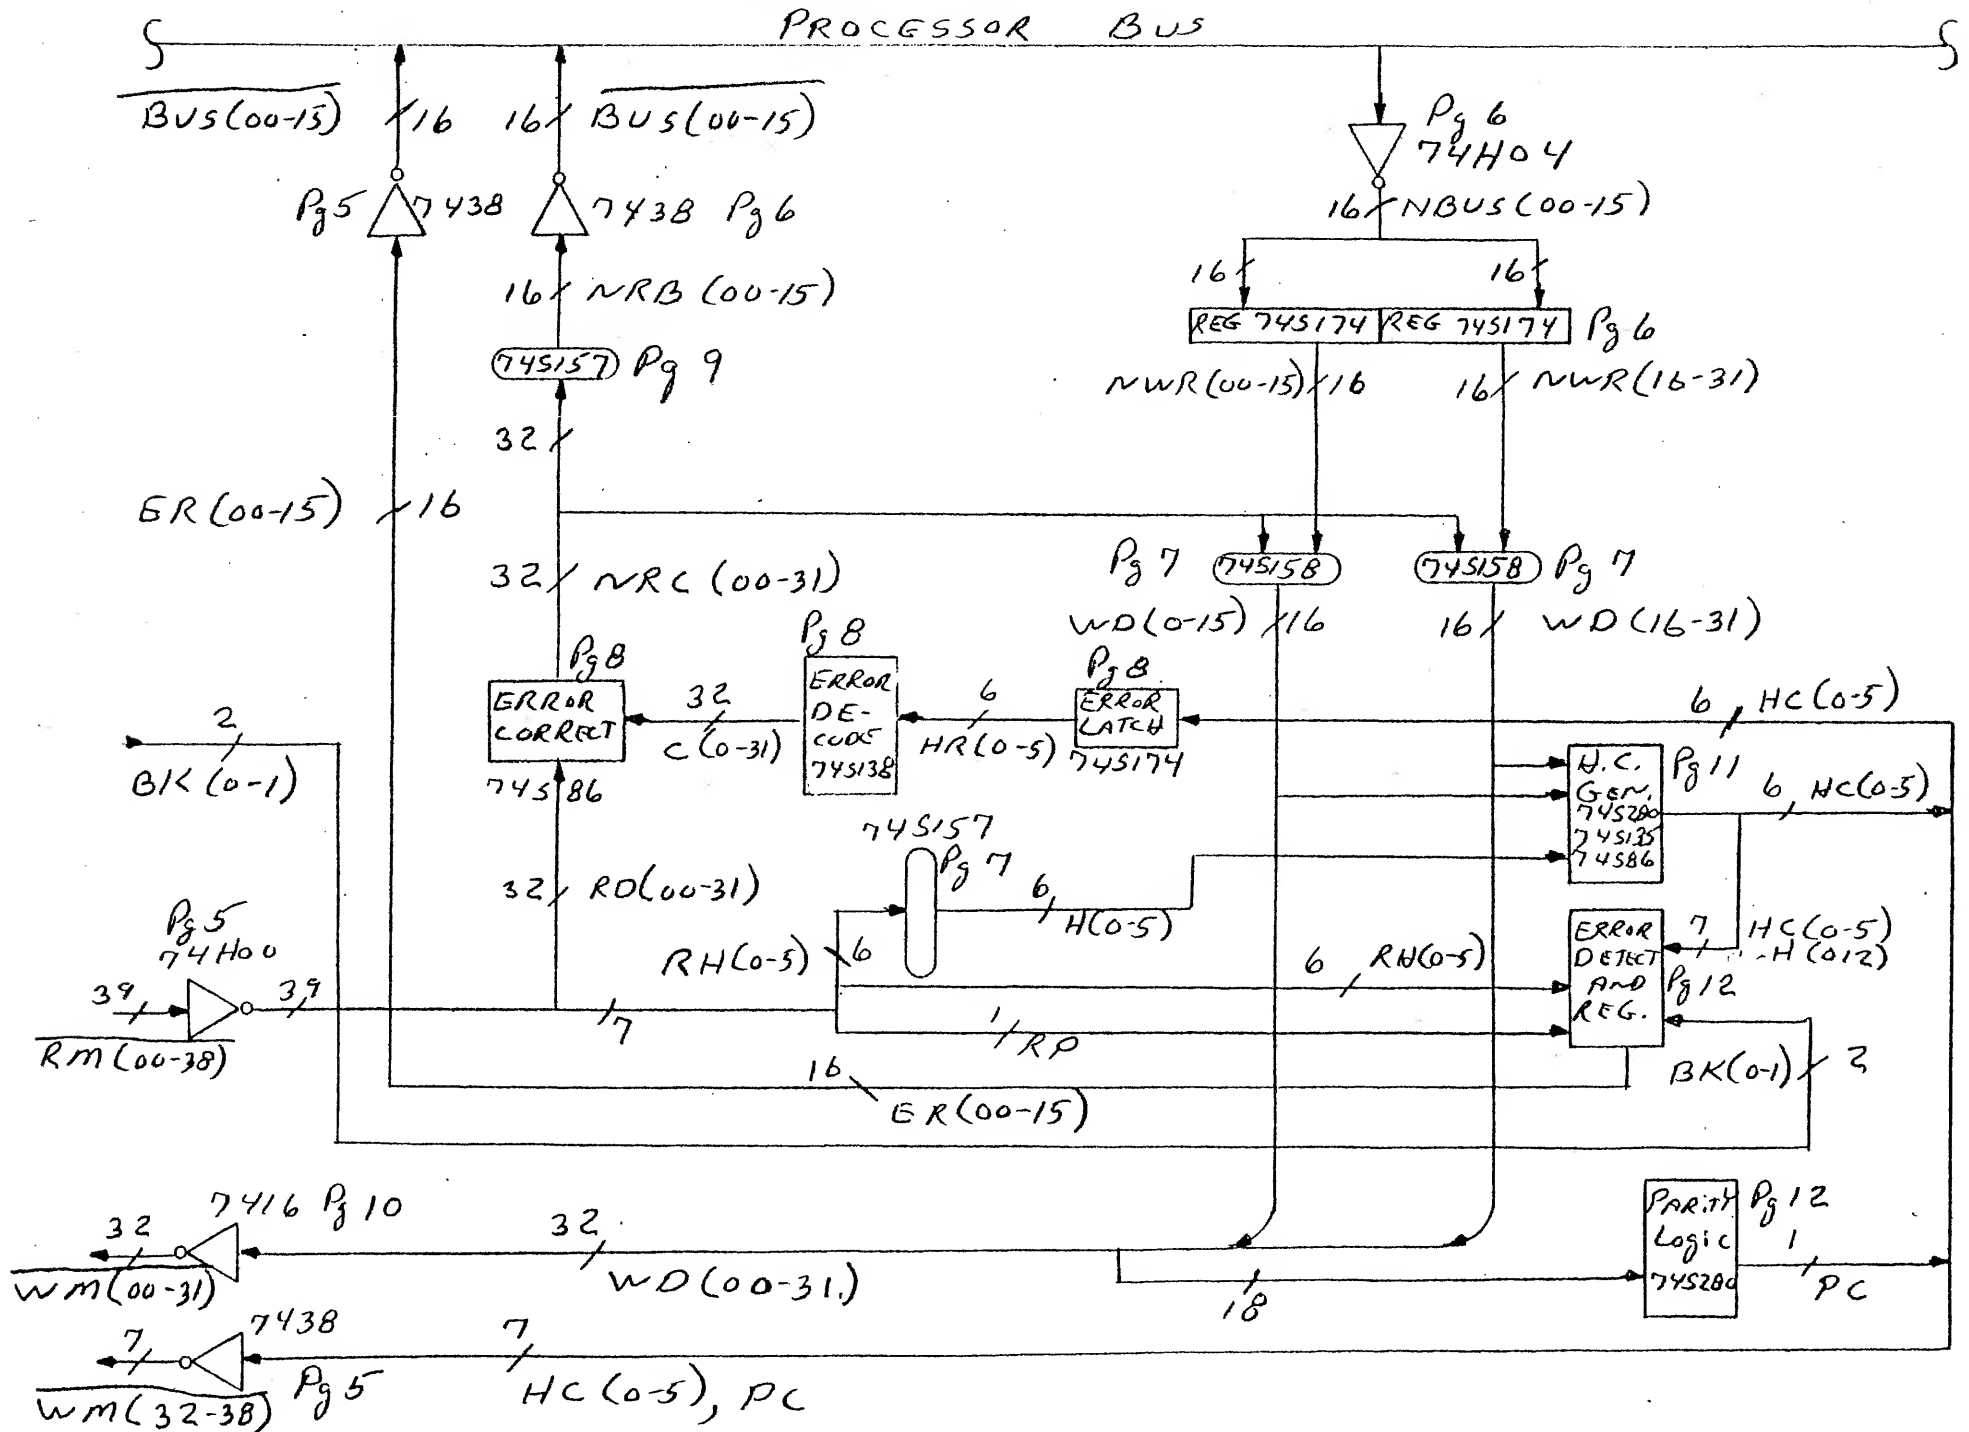 PROCESSOR BUS
BUS(00-15)
16
16
BUS(00-15)
Pg 6
74H04
Pg 5
7438
7438 Pg 6
16 NBUS(00-15)
16
16
16 NRB (00-15)
REG 74S174
REG 74S174
Pg 6
74S157
Pg 9
NWR(00-15) 16
16 NWR(16-31)
32
ER(00-15) 16
Pg 7
74S158
74S158
Pg 7
32 NRC (00-31)
WD(0-15) 16
16 WD(16-31)
Pg 8
Pg 8
Pg 8
ERROR
CORRECT
74S86
32
C(0-31)
ERROR
DE-
CODE
74S138
6
HR(0-5)
ERROR
LATCH
74S174
6 HC(0-5)
2
BK(0-1)
H.C.
GEN.
74S280
74S135
74S86
Pg 11
6 HC(0-5)
74S157
Pg 7
32 RD(00-31)
6
H(0-5)
Pg 5
74H00
39
39
RM(00-38)
RH(0-5) 6
6 RH(0-5)
ERROR
DETECT
AND
REG.
Pg 12
7 HC(0-5)
H(012)
7
1 RP
BK(0-1) 2
16
ER(00-15)
7416 Pg 10
32
WM(00-31)
32
WD(00-31)
18
PARITY
LOGIC
74S280
Pg 12
1
PC
7438
7
Pg 5
WM(32-38)
7
HC(0-5), PC